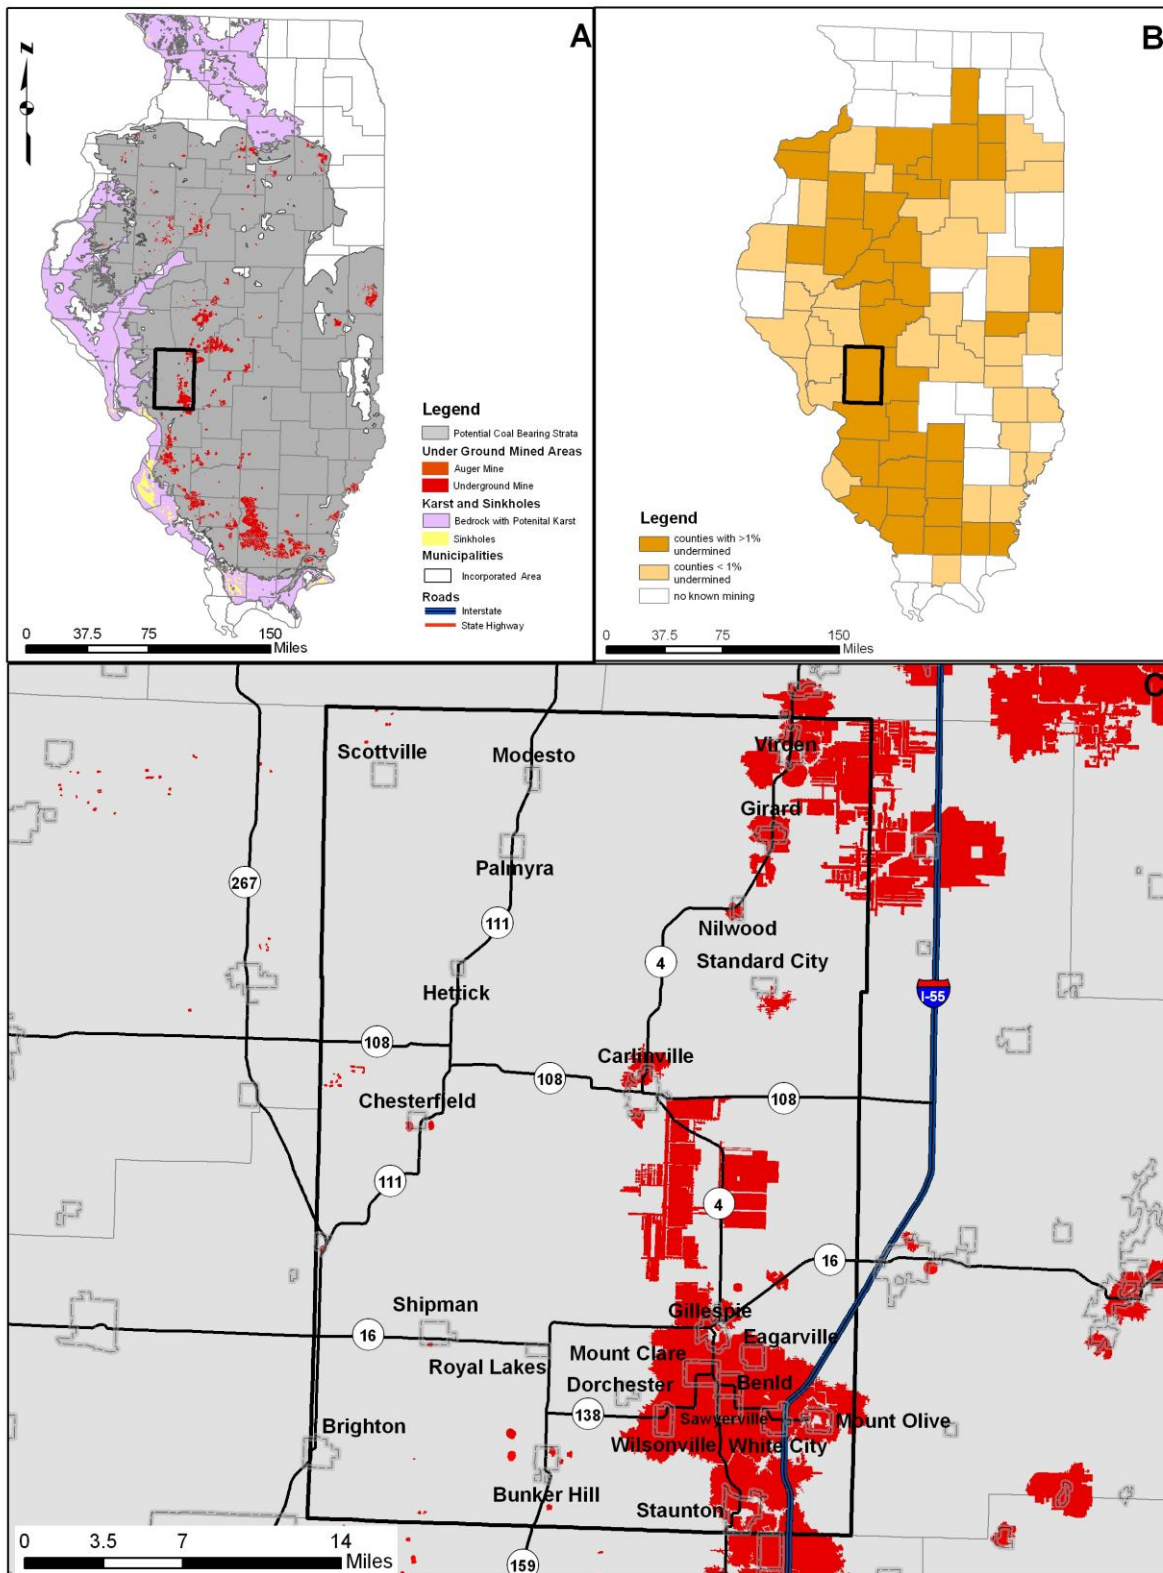 A
N
Legend
Potential Coal Bearing Strata
Under Ground Mined Areas
Auger Mine
Underground Mine
Karst and Sinkholes
Bedrock with Potenital Karst
Sinkholes
Municipalities
Incorporated Area
Roads
Interstate
State Highway
0 37.5 75 150
Miles
B
Legend
counties with >1%
undermined
counties < 1%
undermined
no known mining
0 37.5 75 150
Miles
C
Virden
Scottville
Modesto
Girard
Palmyra
267
111
Nilwood
4
Standard City
Hettick
I-55
108
Carlinville
108
108
Chesterfield
111
4
16
Shipman
Gillespie
16
Eagarville
Royal Lakes
Mount Clare
Dorchester
Benld
138
Sawyerville
Mount Olive
Brighton
Wilsonville
White City
Bunker Hill
Staunton
0 3.5 7 14
Miles
159